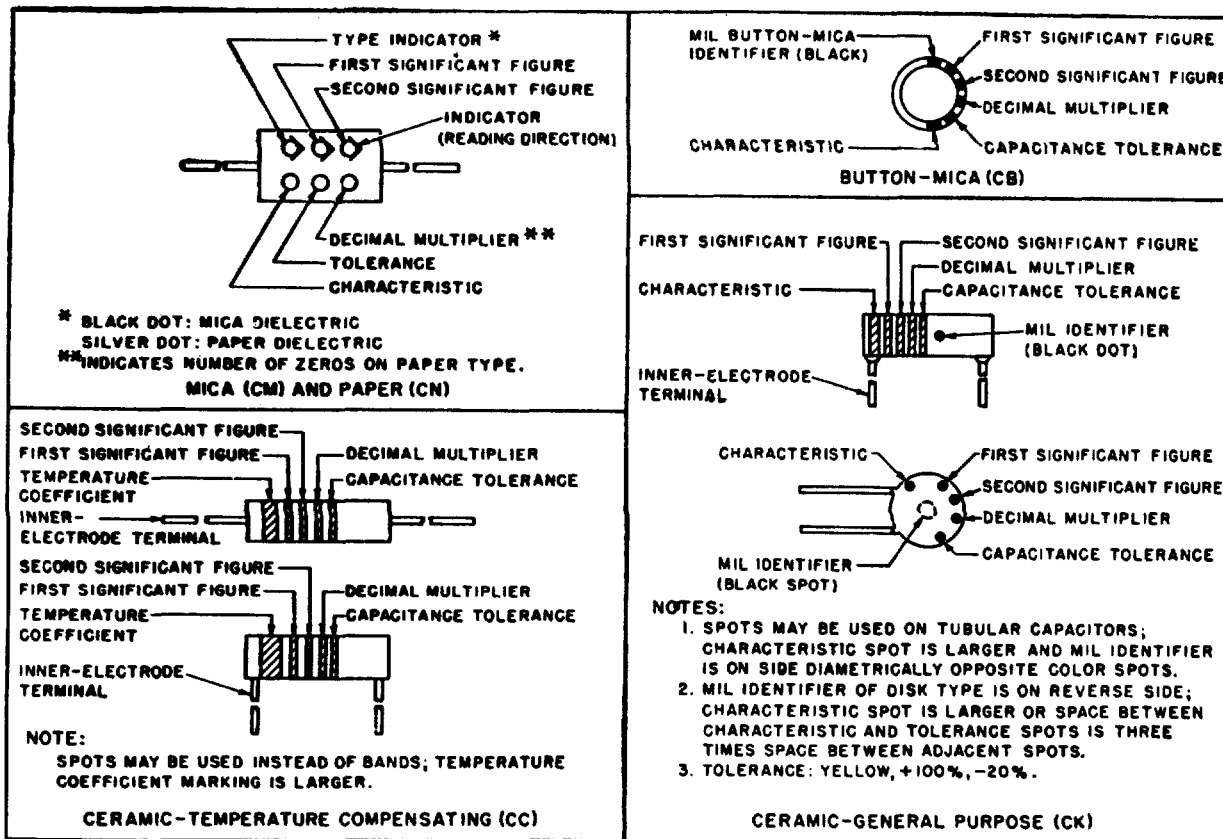 TYPE INDICATOR *
FIRST SIGNIFICANT FIGURE
SECOND SIGNIFICANT FIGURE
INDICATOR
(READING DIRECTION)
DECIMAL MULTIPLIER **
TOLERANCE
CHARACTERISTIC
* BLACK DOT: MICA DIELECTRIC
SILVER DOT: PAPER DIELECTRIC
**INDICATES NUMBER OF ZEROS ON PAPER TYPE.
MICA (CM) AND PAPER (CN)
MIL BUTTON-MICA
IDENTIFIER (BLACK)
FIRST SIGNIFICANT FIGURE
SECOND SIGNIFICANT FIGURE
DECIMAL MULTIPLIER
CHARACTERISTIC
CAPACITANCE TOLERANCE
BUTTON-MICA (CB)
SECOND SIGNIFICANT FIGURE
FIRST SIGNIFICANT FIGURE
DECIMAL MULTIPLIER
TEMPERATURE
COEFFICIENT
CAPACITANCE TOLERANCE
INNER-
ELECTRODE TERMINAL
SECOND SIGNIFICANT FIGURE
FIRST SIGNIFICANT FIGURE
DECIMAL MULTIPLIER
TEMPERATURE
COEFFICIENT
CAPACITANCE TOLERANCE
INNER-ELECTRODE
TERMINAL
NOTE:
SPOTS MAY BE USED INSTEAD OF BANDS; TEMPERATURE
COEFFICIENT MARKING IS LARGER.
CERAMIC-TEMPERATURE COMPENSATING (CC)
FIRST SIGNIFICANT FIGURE
SECOND SIGNIFICANT FIGURE
DECIMAL MULTIPLIER
CHARACTERISTIC
CAPACITANCE TOLERANCE
MIL IDENTIFIER
(BLACK DOT)
INNER-ELECTRODE
TERMINAL
CHARACTERISTIC
FIRST SIGNIFICANT FIGURE
SECOND SIGNIFICANT FIGURE
DECIMAL MULTIPLIER
CAPACITANCE TOLERANCE
MIL IDENTIFIER
(BLACK SPOT)
NOTES:
1. SPOTS MAY BE USED ON TUBULAR CAPACITORS;
CHARACTERISTIC SPOT IS LARGER AND MIL IDENTIFIER
IS ON SIDE DIAMETRICALLY OPPOSITE COLOR SPOTS.
2. MIL IDENTIFIER OF DISK TYPE IS ON REVERSE SIDE;
CHARACTERISTIC SPOT IS LARGER OR SPACE BETWEEN
CHARACTERISTIC AND TOLERANCE SPOTS IS THREE
TIMES SPACE BETWEEN ADJACENT SPOTS.
3. TOLERANCE: YELLOW, +100%, -20%.
CERAMIC-GENERAL PURPOSE (CK)